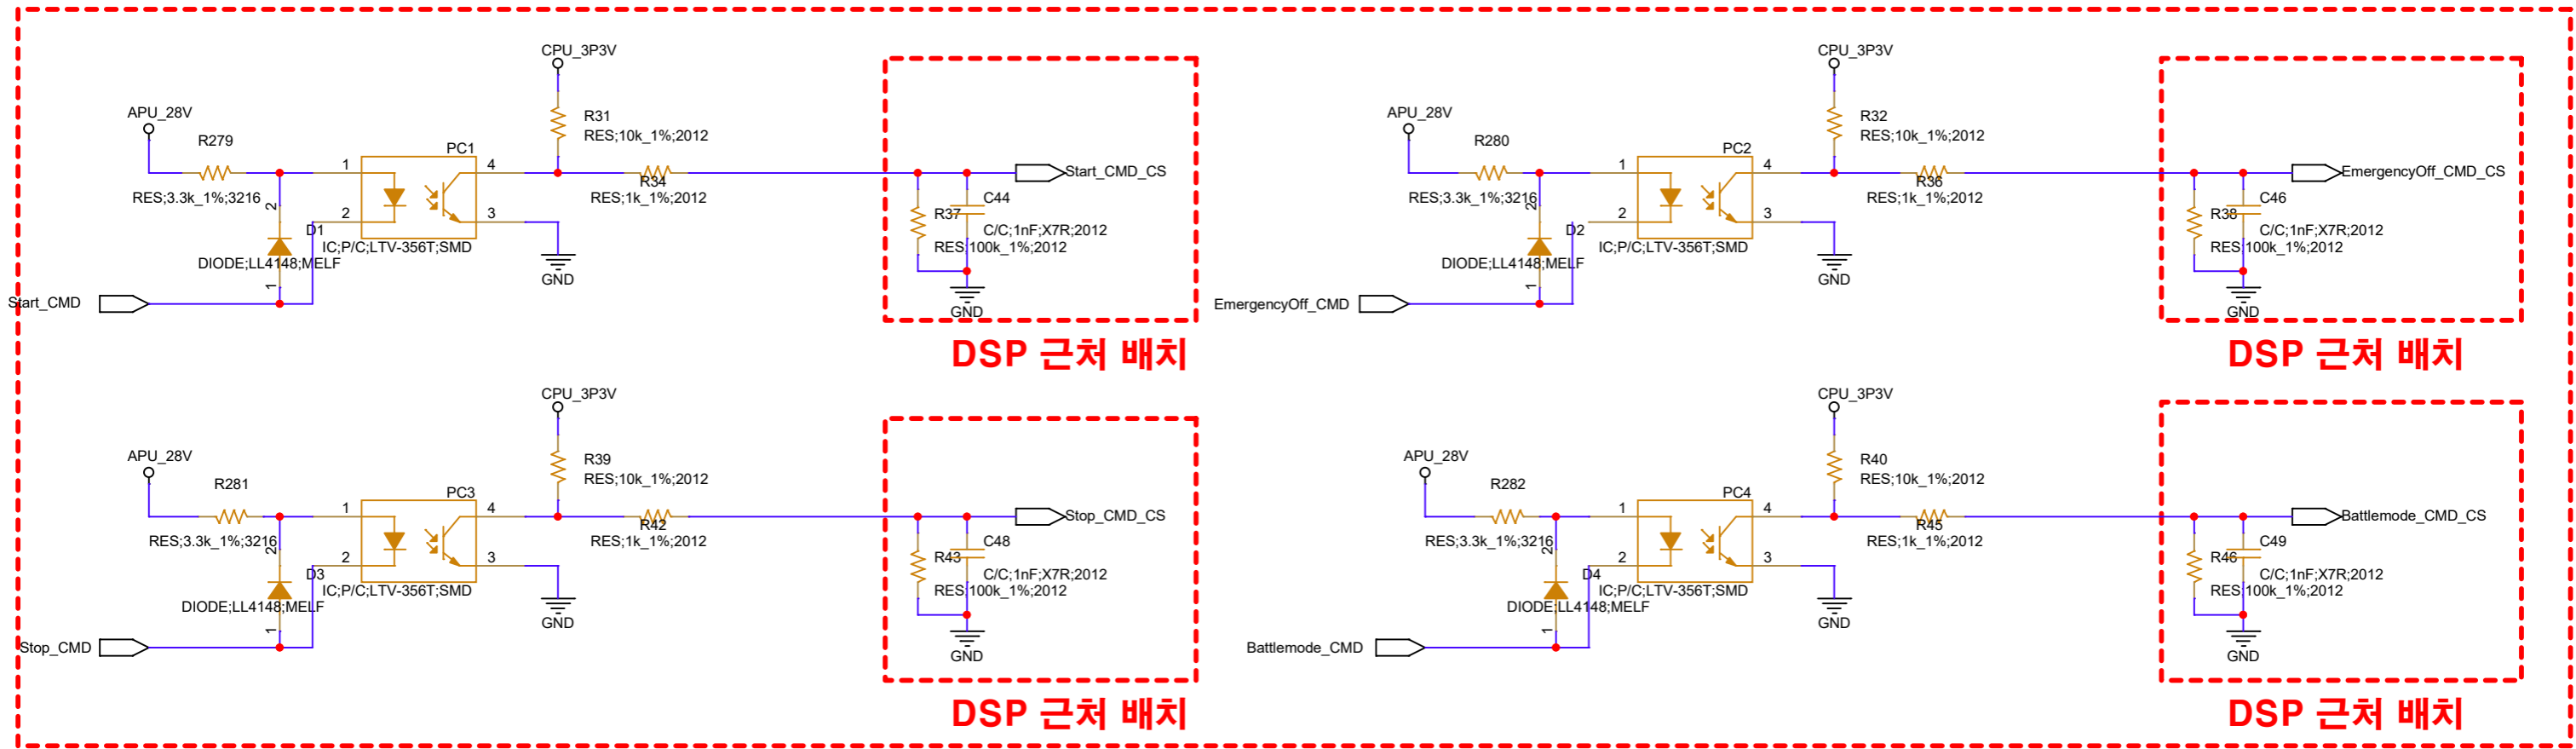 CPU_3P3V
APU_28V
R279
RES;3.3k_1%;3216
R31
RES;10k_1%;2012
PC1
1
2
4
3
R34
RES;1k_1%;2012
2
D1
IC;P/C;LTV-356T;SMD
DIODE;LL4148;MELF
1
Start_CMD
GND
Start_CMD_CS
R37
RES;100k_1%;2012
C44
C/C;1nF;X7R;2012
GND
DSP 근처 배치
CPU_3P3V
APU_28V
R280
RES;3.3k_1%;3216
R32
RES;10k_1%;2012
PC2
1
2
4
3
R36
RES;1k_1%;2012
2
D2
IC;P/C;LTV-356T;SMD
DIODE;LL4148;MELF
1
EmergencyOff_CMD
GND
EmergencyOff_CMD_CS
R38
RES;100k_1%;2012
C46
C/C;1nF;X7R;2012
GND
DSP 근처 배치
CPU_3P3V
APU_28V
R281
RES;3.3k_1%;3216
R39
RES;10k_1%;2012
PC3
1
2
4
3
R42
RES;1k_1%;2012
2
D3
IC;P/C;LTV-356T;SMD
DIODE;LL4148;MELF
1
Stop_CMD
GND
Stop_CMD_CS
R43
RES;100k_1%;2012
C48
C/C;1nF;X7R;2012
GND
DSP 근처 배치
CPU_3P3V
APU_28V
R282
RES;3.3k_1%;3216
R40
RES;10k_1%;2012
PC4
1
2
4
3
R45
RES;1k_1%;2012
2
D4
IC;P/C;LTV-356T;SMD
DIODE;LL4148;MELF
1
Battlemode_CMD
GND
Battlemode_CMD_CS
R46
RES;100k_1%;2012
C49
C/C;1nF;X7R;2012
GND
DSP 근처 배치